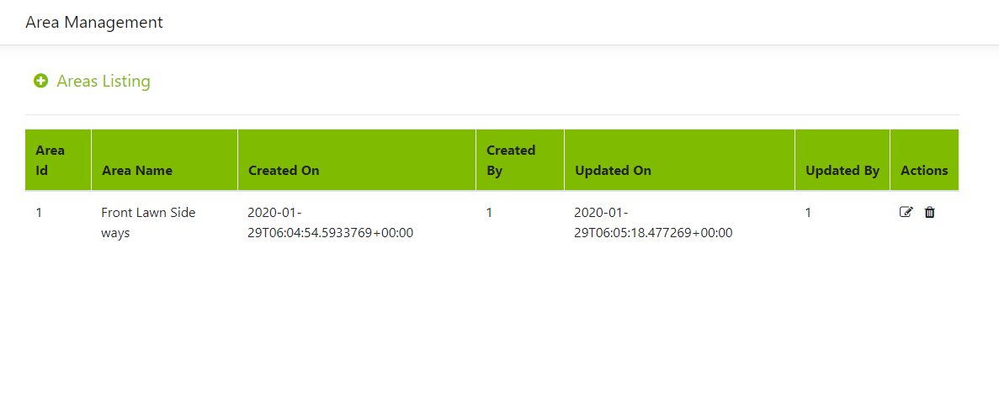 Area Management
Areas Listing
Area
Id
Area Name
Created On
Created
By
Updated On
Updated By
Actions
1
Front Lawn Side
ways
2020-01-
29T06:04:54.5933769+00:00
1
2020-01-
29T06:05:18.477269+00:00
1